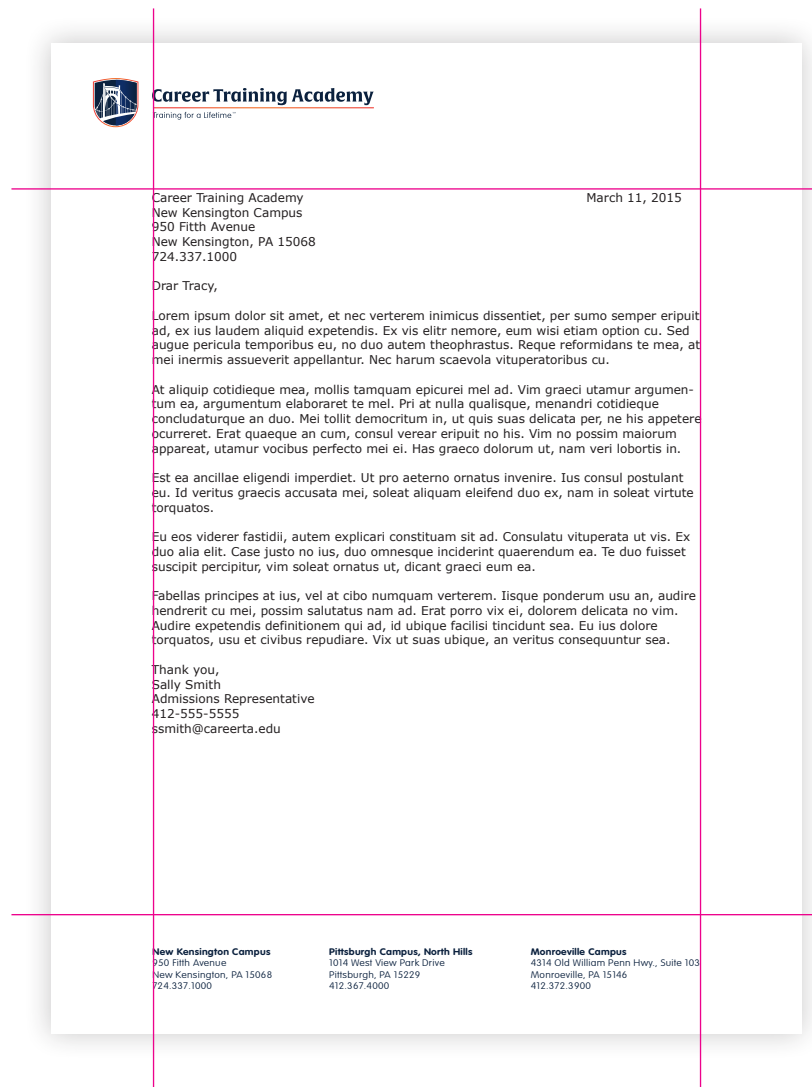 Career Training Academy
Training for a Lifetime™
Career Training Academy March 11, 2015
New Kensington Campus
950 Fitth Avenue
New Kensington, PA 15068
724.337.1000
Drar Tracy,
Lorem ipsum dolor sit amet, et nec verterem inimicus dissentiet, per sumo semper eripuit
ad, ex ius laudem aliquid expetendis. Ex vis elitr nemore, eum wisi etiam option cu. Sed
augue pericula temporibus eu, no duo autem theophrastus. Reque reformidans te mea, at
mei inermis assueverit appellantur. Nec harum scaevola vituperatoribus cu.
At aliquip cotidieque mea, mollis tamquam epicurei mel ad. Vim graeci utamur argumen-
tum ea, argumentum elaboraret te mel. Pri at nulla qualisque, menandri cotidieque
concludaturque an duo. Mei tollit democritum in, ut quis suas delicata per, ne his appetere
ocurreret. Erat quaeque an cum, consul verear eripuit no his. Vim no possim maiorum
appareat, utamur vocibus perfecto mei ei. Has graeco dolorum ut, nam veri lobortis in.
Est ea ancillae eligendi imperdiet. Ut pro aeterno ornatus invenire. Ius consul postulant
eu. Id veritus graecis accusata mei, soleat aliquam eleifend duo ex, nam in soleat virtute
torquatos.
Eu eos viderer fastidii, autem explicari constituam sit ad. Consulatu vituperata ut vis. Ex
duo alia elit. Case justo no ius, duo omnesque inciderint quaerendum ea. Te duo fuisset
suscipit percipitur, vim soleat ornatus ut, dicant graeci eum ea.
Fabellas principes at ius, vel at cibo numquam verterem. Iisque ponderum usu an, audire
hendrerit cu mei, possim salutatus nam ad. Erat porro vix ei, dolorem delicata no vim.
Audire expetendis definitionem qui ad, id ubique facilisi tincidunt sea. Eu ius dolore
torquatos, usu et civibus repudiare. Vix ut suas ubique, an veritus consequuntur sea.
Thank you,
Sally Smith
Admissions Representative
412-555-5555
ssmith@careerta.edu
New Kensington Campus
950 Fifth Avenue
New Kensington, PA 15068
724.337.1000
Pittsburgh Campus, North Hills
1014 West View Park Drive
Pittsburgh, PA 15229
412.367.4000
Monroeville Campus
4314 Old William Penn Hwy., Suite 103
Monroeville, PA 15146
412.372.3900